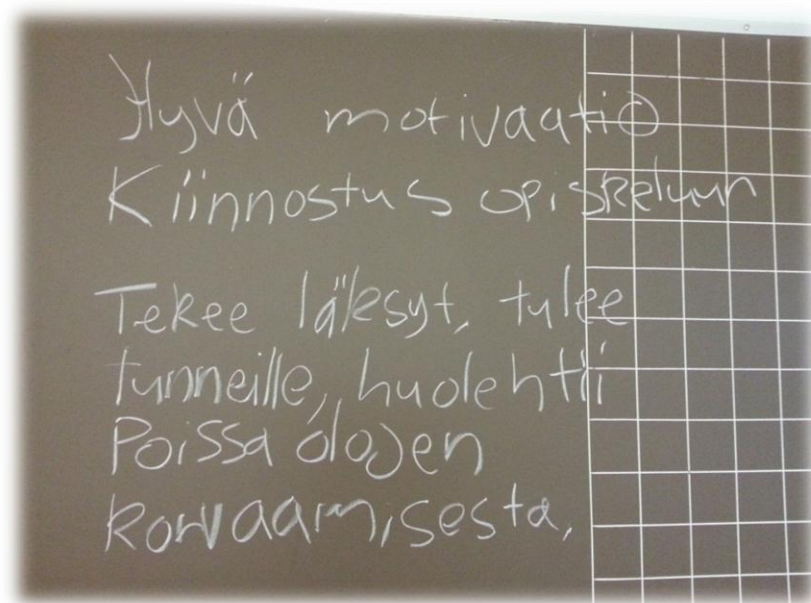 Hyvä motivaatio
Kiinnostus opiskeluun
Tekee läksyt, tulee
tunneille, huolehtii
Poissa olojen
korvaamisesta.